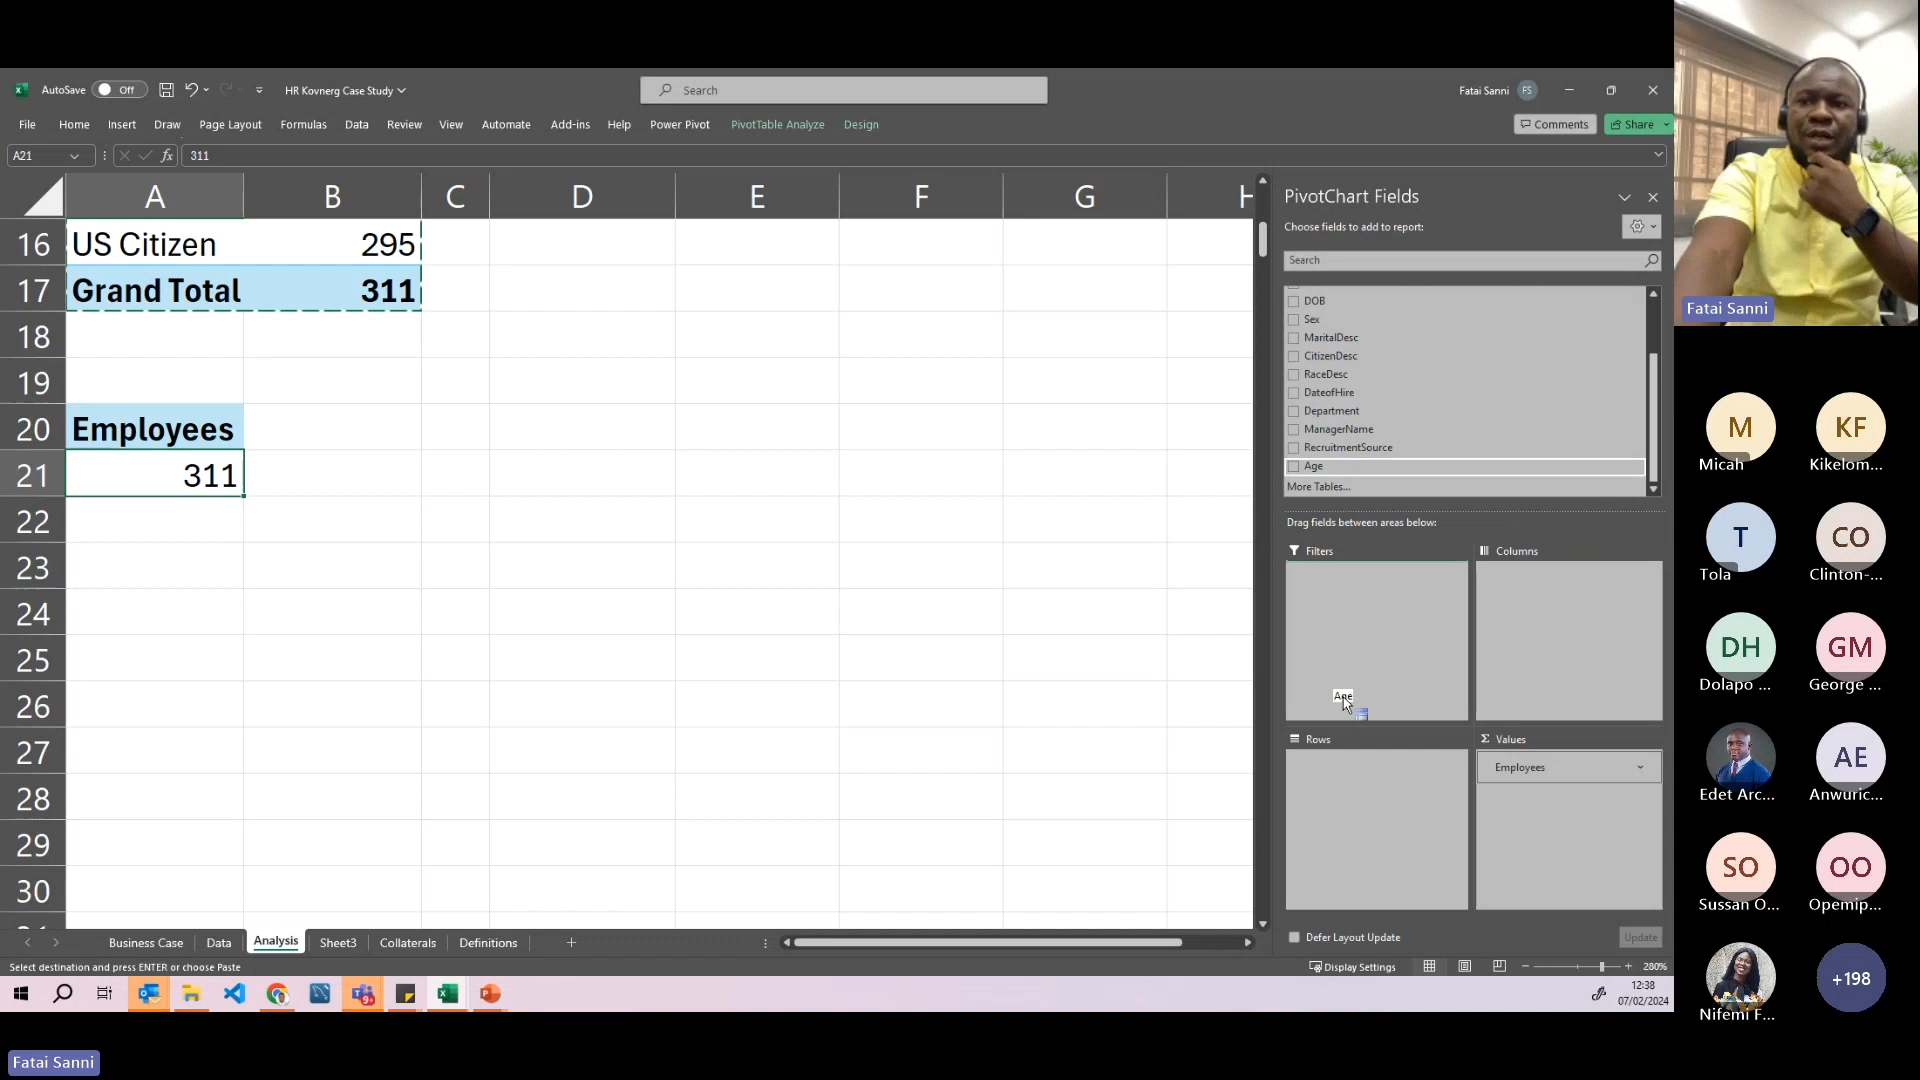 AutoSave Off HR Kovnerg Case Study Search Fatai Sanni FS
File Home Insert Draw Page Layout Formulas Data Review View Automate Add-ins Help Power Pivot PivotTable Analyze Design Comments Share
A21 fx 311
A B C D E F G H
16 US Citizen 295
17 Grand Total 311
18
19
20 Employees
21 311
22
23
24
25
26
27
28
29
30
PivotChart Fields
Choose fields to add to report:
Search
DOB
Sex
MaritalDesc
CitizenDesc
RaceDesc
DateofHire
Department
ManagerName
RecruitmentSource
Age
More Tables...
Drag fields between areas below:
Filters Columns
Age
Rows Values
Employees
Defer Layout Update Update
Business Case Data Analysis Sheet3 Collaterals Definitions
Select destination and press ENTER or choose Paste Display Settings 280%
9+
12:38
07/02/2024
Fatai Sanni
M KF
Micah Kikelom...
T CO
Tola Clinton-...
DH GM
Dolapo ... George ...
AE
Edet Arc... Anwuric...
SO OO
Sussan O... Opemip...
+198
Nifemi F...
Fatai Sanni